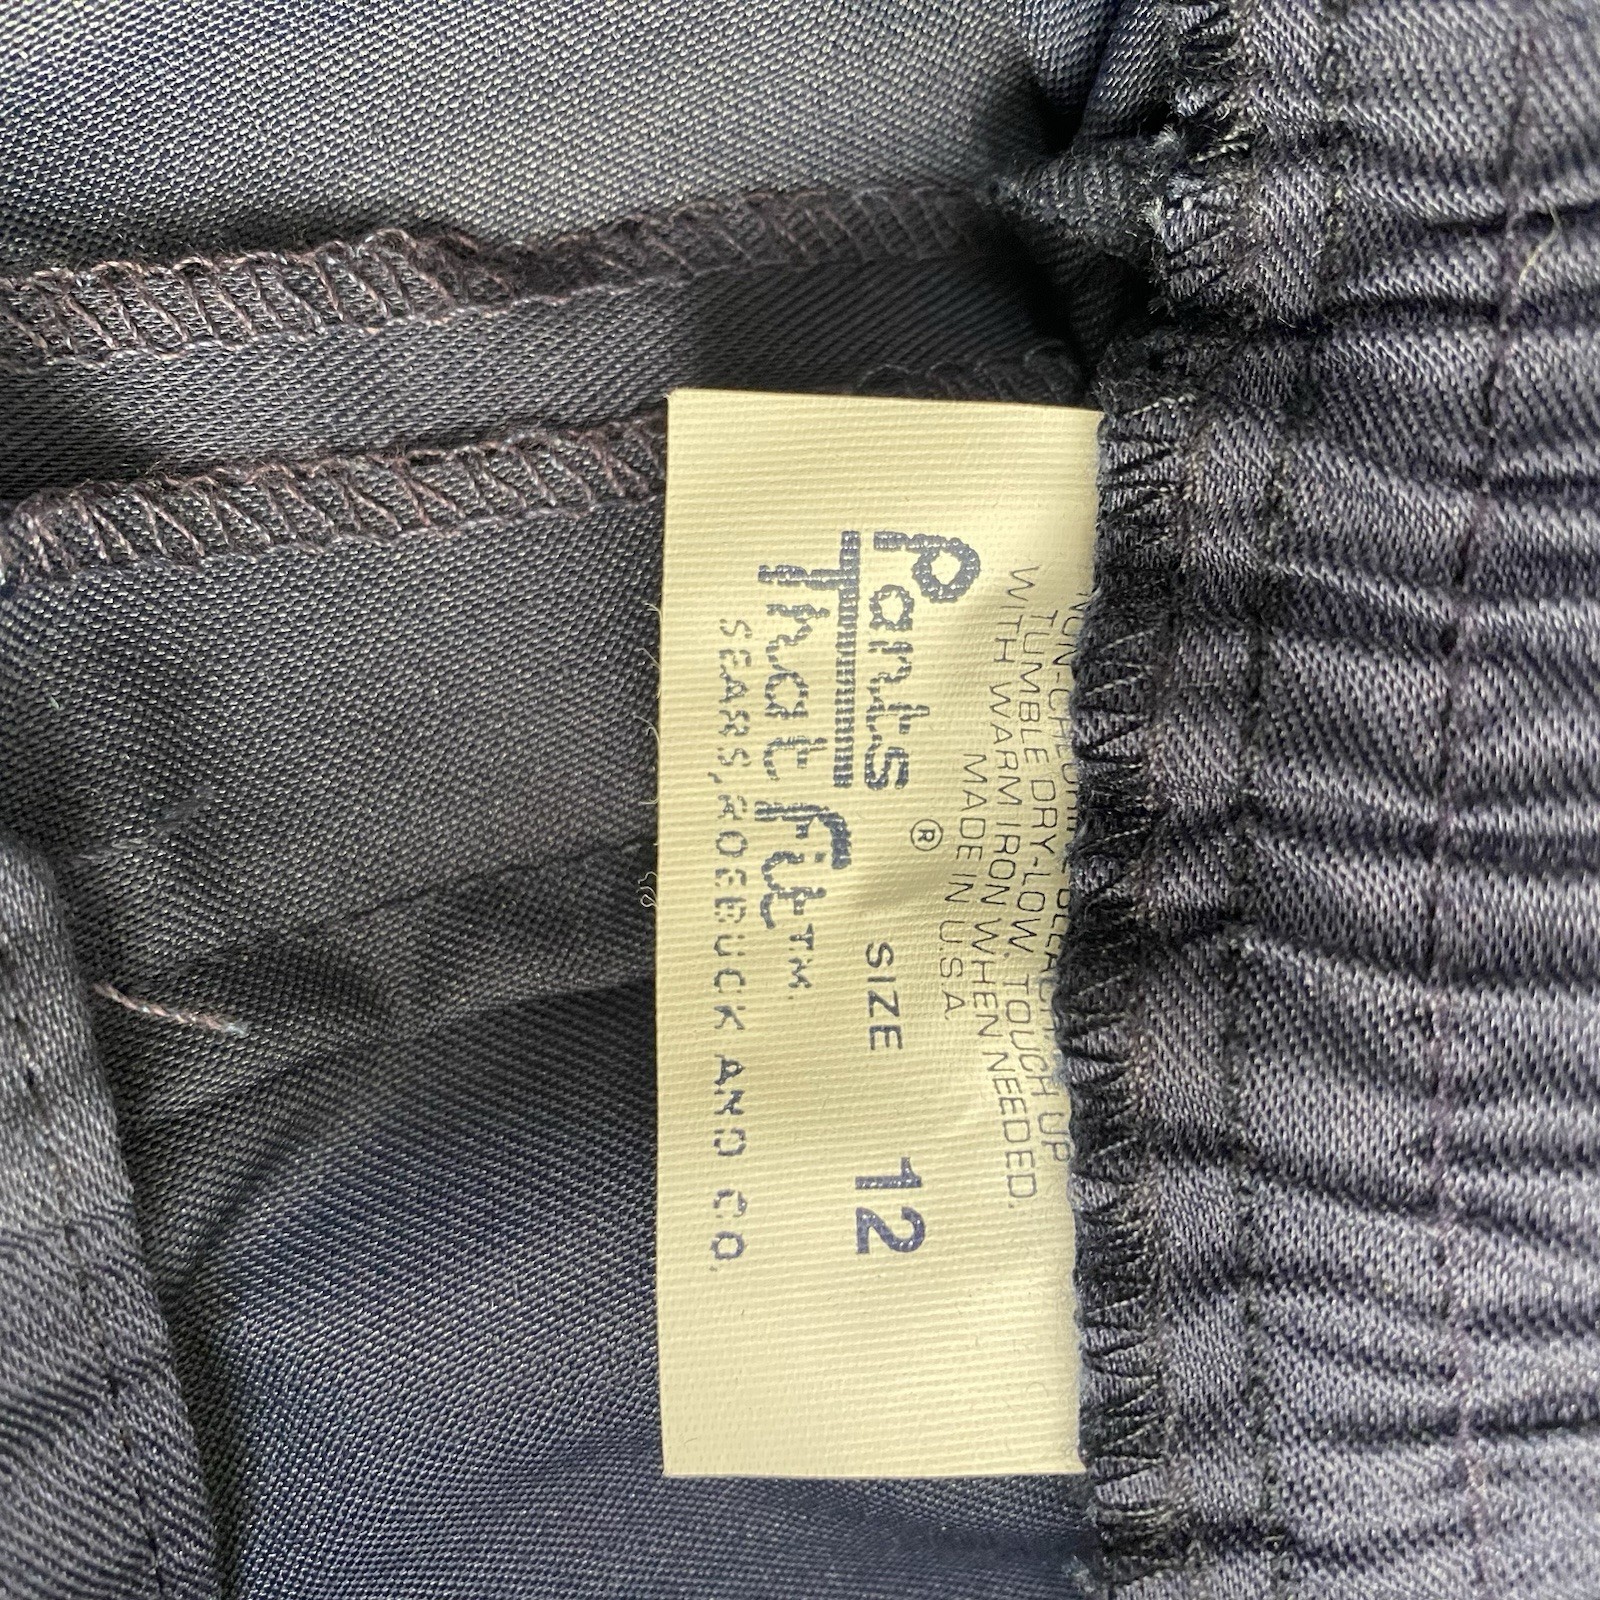 NON-CHLORINE BLEACH
TUMBLE DRY-LOW, TOUCH UP
WITH WARM IRON WHEN NEEDED.
MADE IN U.S.A.
Pants ®
That fit T.M.
SIZE 12
SEARS, ROEBUCK AND CO.